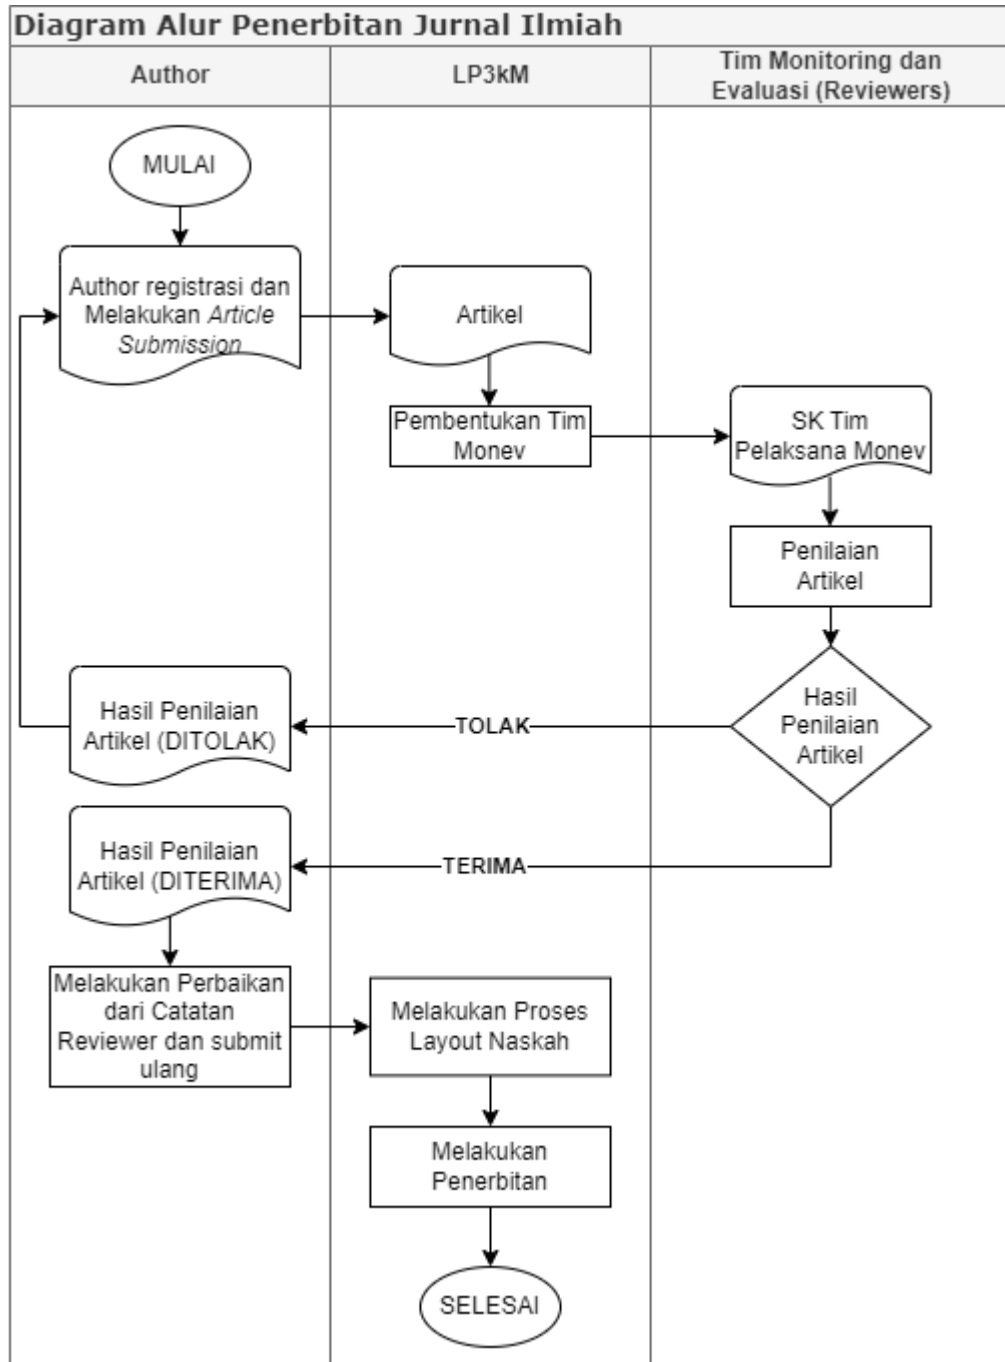 Diagram Alur Penerbitan Jurnal Ilmiah
Author
LP3kM
Tim Monitoring dan
Evaluasi (Reviewers)
MULAI
Author registrasi dan
Melakukan Article
Submission
Artikel
Pembentukan Tim
Monev
SK Tim
Pelaksana Monev
Penilaian
Artikel
Hasil
Penilaian
Artikel
TOLAK
Hasil Penilaian
Artikel (DITOLAK)
TERIMA
Hasil Penilaian
Artikel (DITERIMA)
Melakukan Perbaikan
dari Catatan
Reviewer dan submit
ulang
Melakukan Proses
Layout Naskah
Melakukan
Penerbitan
SELESAI